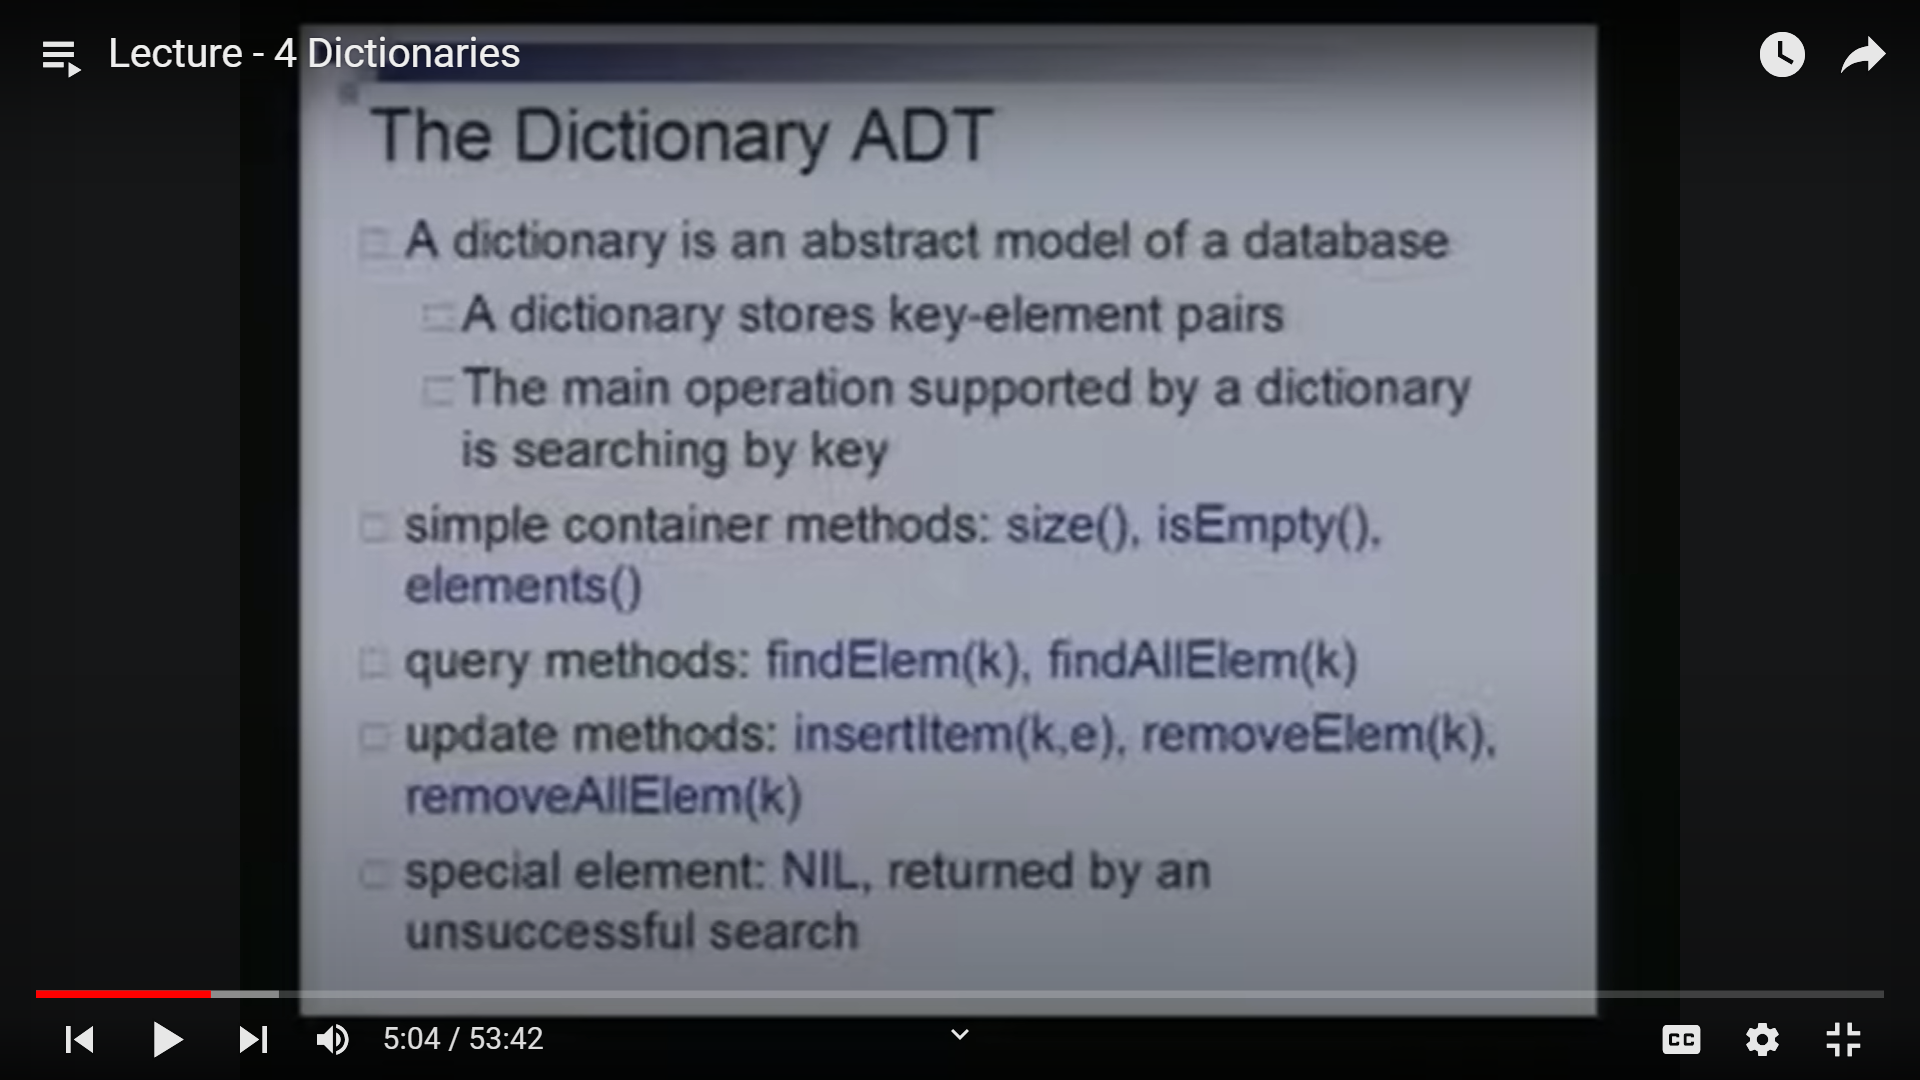 Lecture - 4 Dictionaries
The Dictionary ADT
A dictionary is an abstract model of a database
A dictionary stores key-element pairs
The main operation supported by a dictionary
is searching by key
simple container methods: size(), isEmpty(),
elements()
query methods: findElem(k), findAllElem(k)
update methods: insertItem(k,e), removeElem(k),
removeAllElem(k)
special element: NIL, returned by an
unsuccessful search
5:04 / 53:42
CC